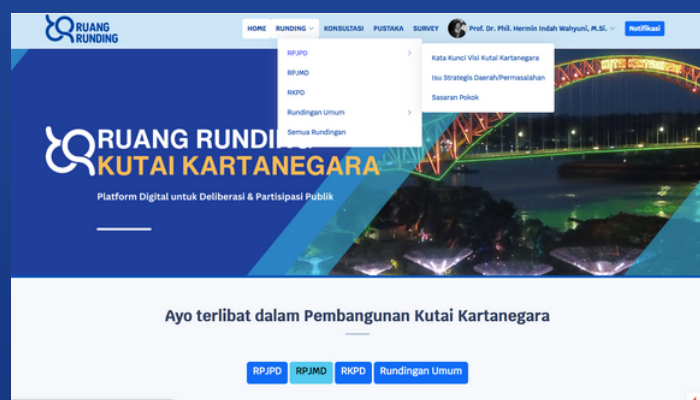 RUANG
RUNDING
HOME RUNDING KONSULTASI PUSTAKA SURVEY Prof. Dr. Phil. Hermin Indah Wahyuni, M.Si. Notifikasi
RPJPD
RPJMD
RKPD
Rundingan Umum
Semua Rundingan
Kata Kunci Visi Kutai Kartanegara
Isu Strategis Daerah/Permasalahan
Sasaran Pokok
RUANG RUNDING
KUTAI KARTANEGARA
Platform Digital untuk Deliberasi & Partisipasi Publik
Ayo terlibat dalam Pembangunan Kutai Kartanegara
RPJPD RPJMD RKPD Rundingan Umum